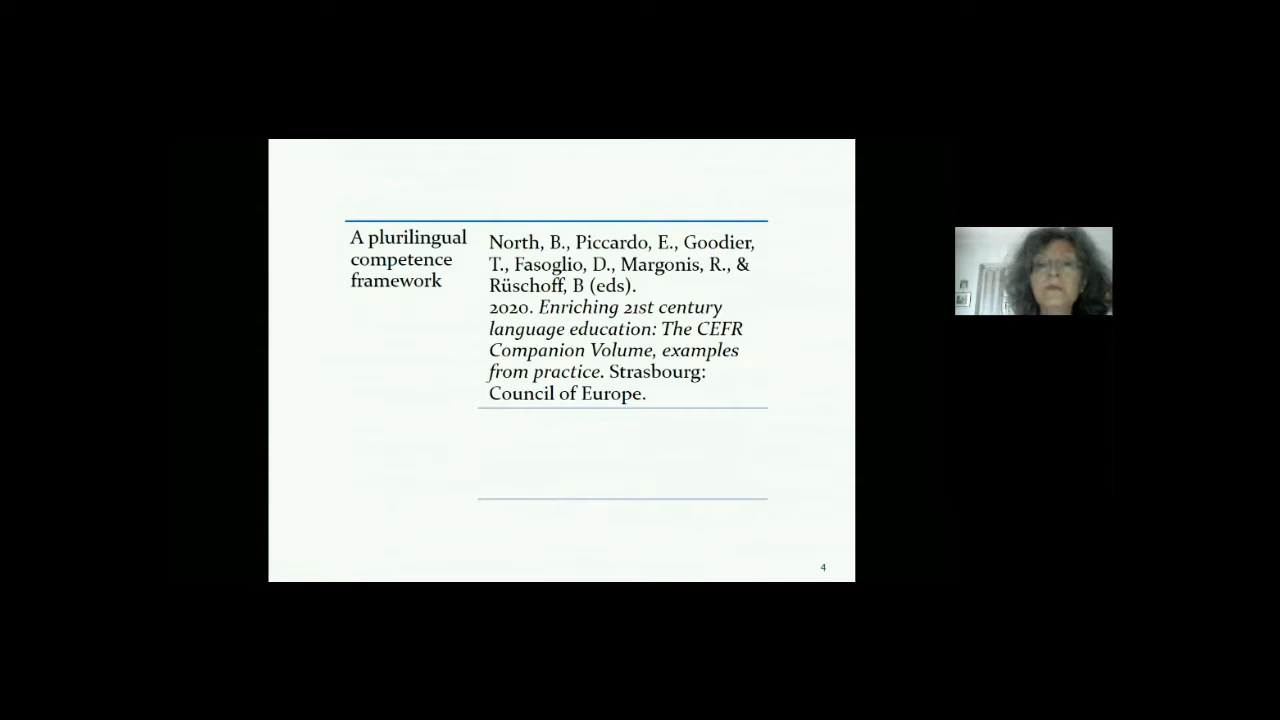 A plurilingual
competence
framework
North, B., Piccardo, E., Goodier,
T., Fasoglio, D., Margonis, R., &
Rüschoff, B (eds).
2020. Enriching 21st century
language education: The CEFR
Companion Volume, examples
from practice. Strasbourg:
Council of Europe.
4